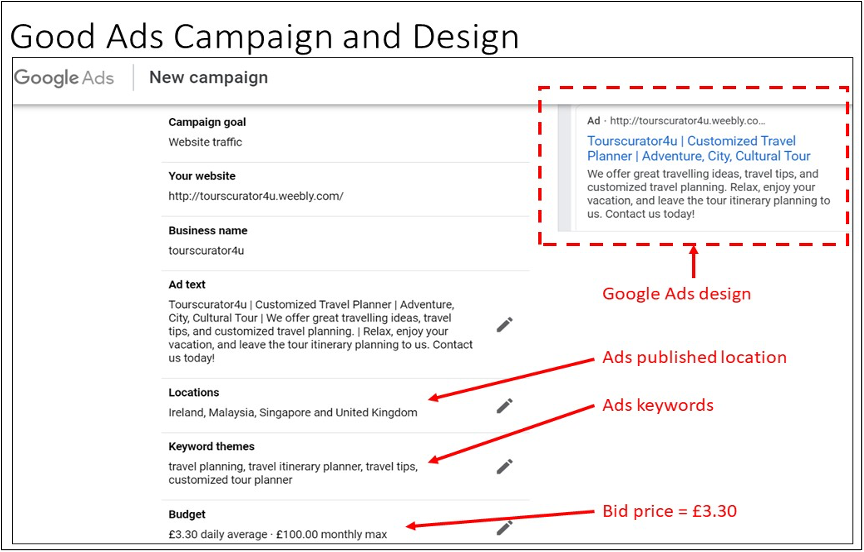 Good Ads Campaign and Design
Google Ads
New campaign
Campaign goal
Website traffic
Your website
http://tourscurator4u.weebly.com/
Business name
tourscurator4u
Ad text
Tourscurator4u | Customized Travel Planner | Adventure,
City, Cultural Tour | We offer great travelling ideas, travel
tips, and customized travel planning. | Relax, enjoy your
vacation, and leave the tour itinerary planning to us. Contact
us today!
Locations
Ireland, Malaysia, Singapore and United Kingdom
Keyword themes
travel planning, travel itinerary planner, travel tips,
customized tour planner
Budget
£3.30 daily average · £100.00 monthly max
Ad · http://tourscurator4u.weebly.co...
Tourscurator4u | Customized Travel
Planner | Adventure, City, Cultural Tour
We offer great travelling ideas, travel tips, and
customized travel planning. Relax, enjoy your
vacation, and leave the tour itinerary planning to
us. Contact us today!
Google Ads design
Ads published location
Ads keywords
Bid price = £3.30